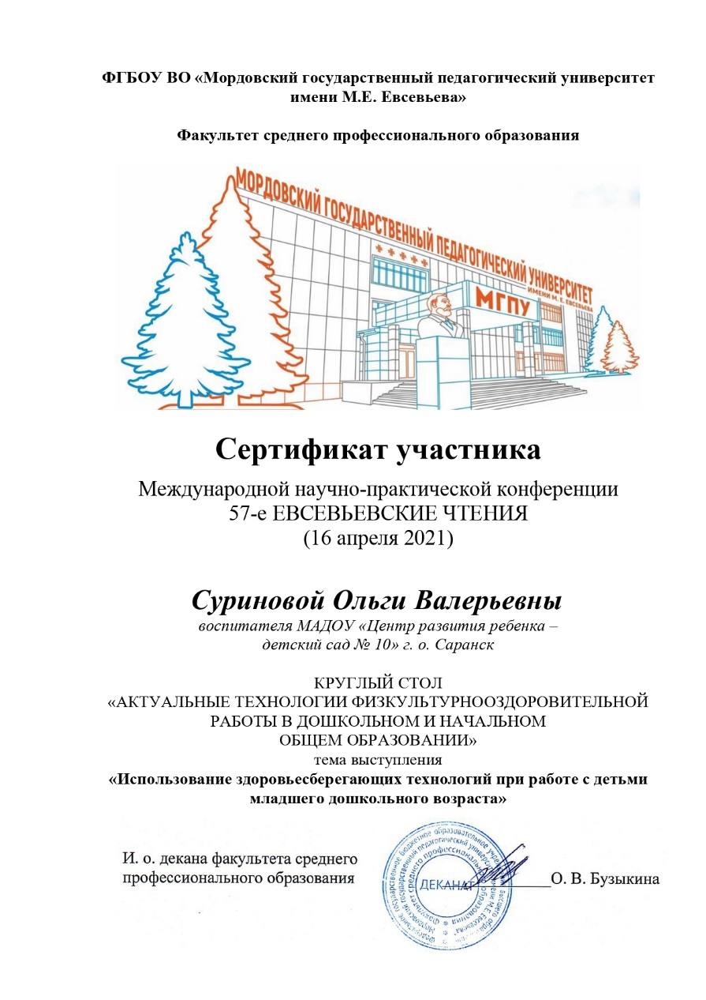 ФГБОУ ВО «Мордовский государственный педагогический университет
имени М.Е. Евсевьева»
Факультет среднего профессионального образования
МОРДОВСКИЙ ГОСУДАРСТВЕННЫЙ ПЕДАГОГИЧЕСКИЙ УНИВЕРСИТЕТ
ИМЕНИ М. Е. ЕВСЕВЬЕВА
МГПУ
Сертификат участника
Международной научно-практической конференции
57-е ЕВСЕВЬЕВСКИЕ ЧТЕНИЯ
(16 апреля 2021)
Суриновой Ольги Валерьевны
воспитателя МАДОУ «Центр развития ребенка –
детский сад № 10» г. о. Саранск
КРУГЛЫЙ СТОЛ
«АКТУАЛЬНЫЕ ТЕХНОЛОГИИ ФИЗКУЛЬТУРНООЗДОРОВИТЕЛЬНОЙ
РАБОТЫ В ДОШКОЛЬНОМ И НАЧАЛЬНОМ
ОБЩЕМ ОБРАЗОВАНИИ»
тема выступления
«Использование здоровьесберегающих технологий при работе с детьми
младшего дошкольного возраста»
И. о. декана факультета среднего
профессионального образования
ДЕКАНАТ
О. В. Бузыкина